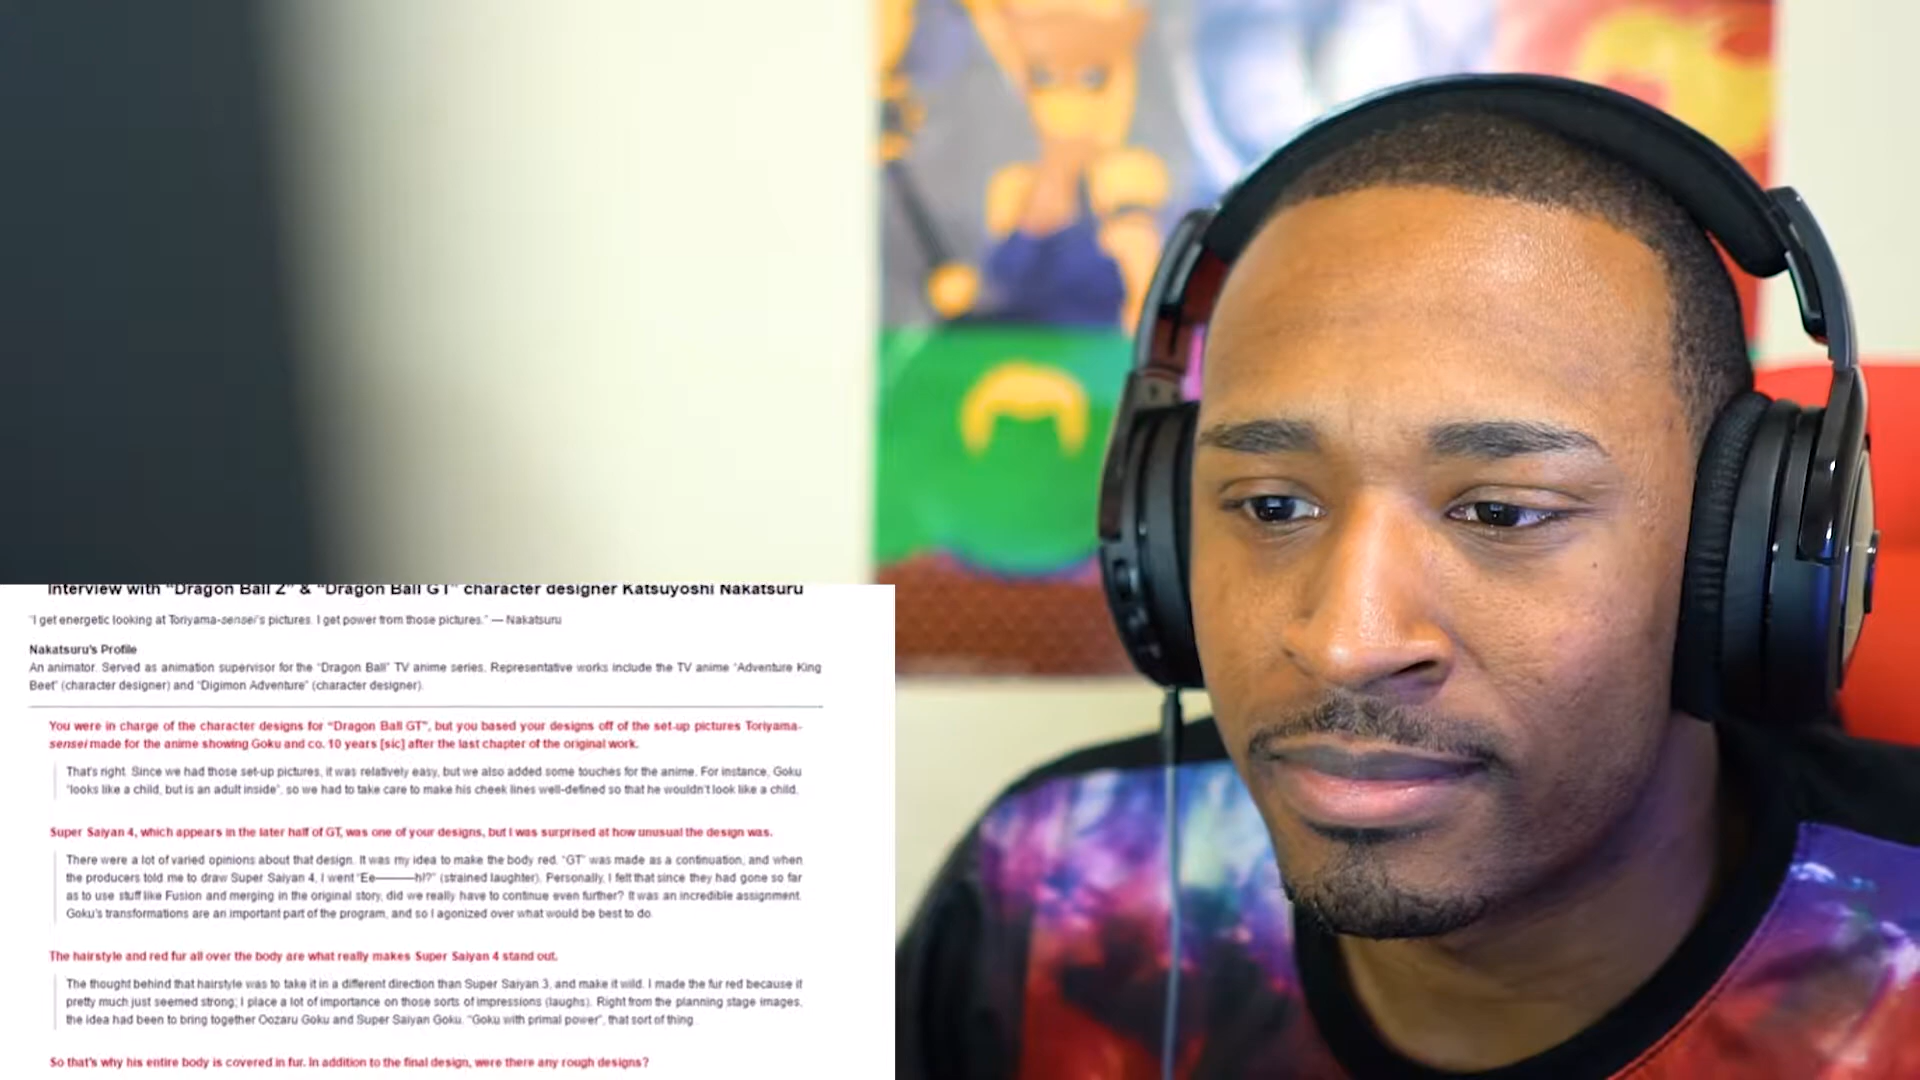 Interview with "Dragon Ball Z" & "Dragon Ball GT" character designer Katsuyoshi Nakatsuru
"I get energetic looking at Toriyama-sensei's pictures. I get power from those pictures." — Nakatsuru
Nakatsuru's Profile
An animator. Served as animation supervisor for the "Dragon Ball" TV anime series. Representative works include the TV anime "Adventure King
Beet" (character designer) and "Digimon Adventure" (character designer).
You were in charge of the character designs for "Dragon Ball GT", but you based your designs off of the set-up pictures Toriyama-
sensei made for the anime showing Goku and co. 10 years [sic] after the last chapter of the original work.
That's right. Since we had those set-up pictures, it was relatively easy, but we also added some touches for the anime. For instance, Goku
"looks like a child, but is an adult inside", so we had to take care to make his cheek lines well-defined so that he wouldn't look like a child.
Super Saiyan 4, which appears in the later half of GT, was one of your designs, but I was surprised at how unusual the design was.
There were a lot of varied opinions about that design. It was my idea to make the body red. "GT" was made as a continuation, and when
the producers told me to draw Super Saiyan 4, I went "Ee———h!?" (strained laughter). Personally, I felt that since they had gone so far
as to use stuff like Fusion and merging in the original story, did we really have to continue even further? It was an incredible assignment.
Goku's transformations are an important part of the program, and so I agonized over what would be best to do.
The hairstyle and red fur all over the body are what really makes Super Saiyan 4 stand out.
The thought behind that hairstyle was to take it in a different direction than Super Saiyan 3, and make it wild. I made the fur red because it
pretty much just seemed strong; I place a lot of importance on those sorts of impressions (laughs). Right from the planning stage images,
the idea had been to bring together Oozaru Goku and Super Saiyan Goku. "Goku with primal power", that sort of thing.
So that's why his entire body is covered in fur. In addition to the final design, were there any rough designs?